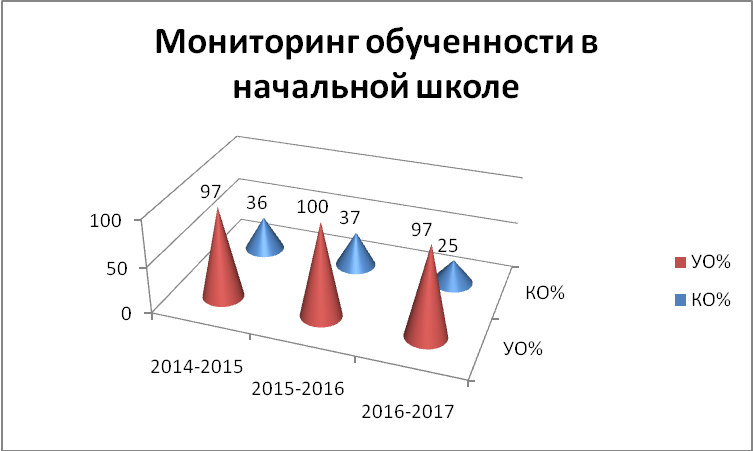 Мониторинг обученности в
начальной школе
97
36
100
37
97
25
100
50
0
2014-2015
2015-2016
2016-2017
КО%
УО%
УО%
КО%